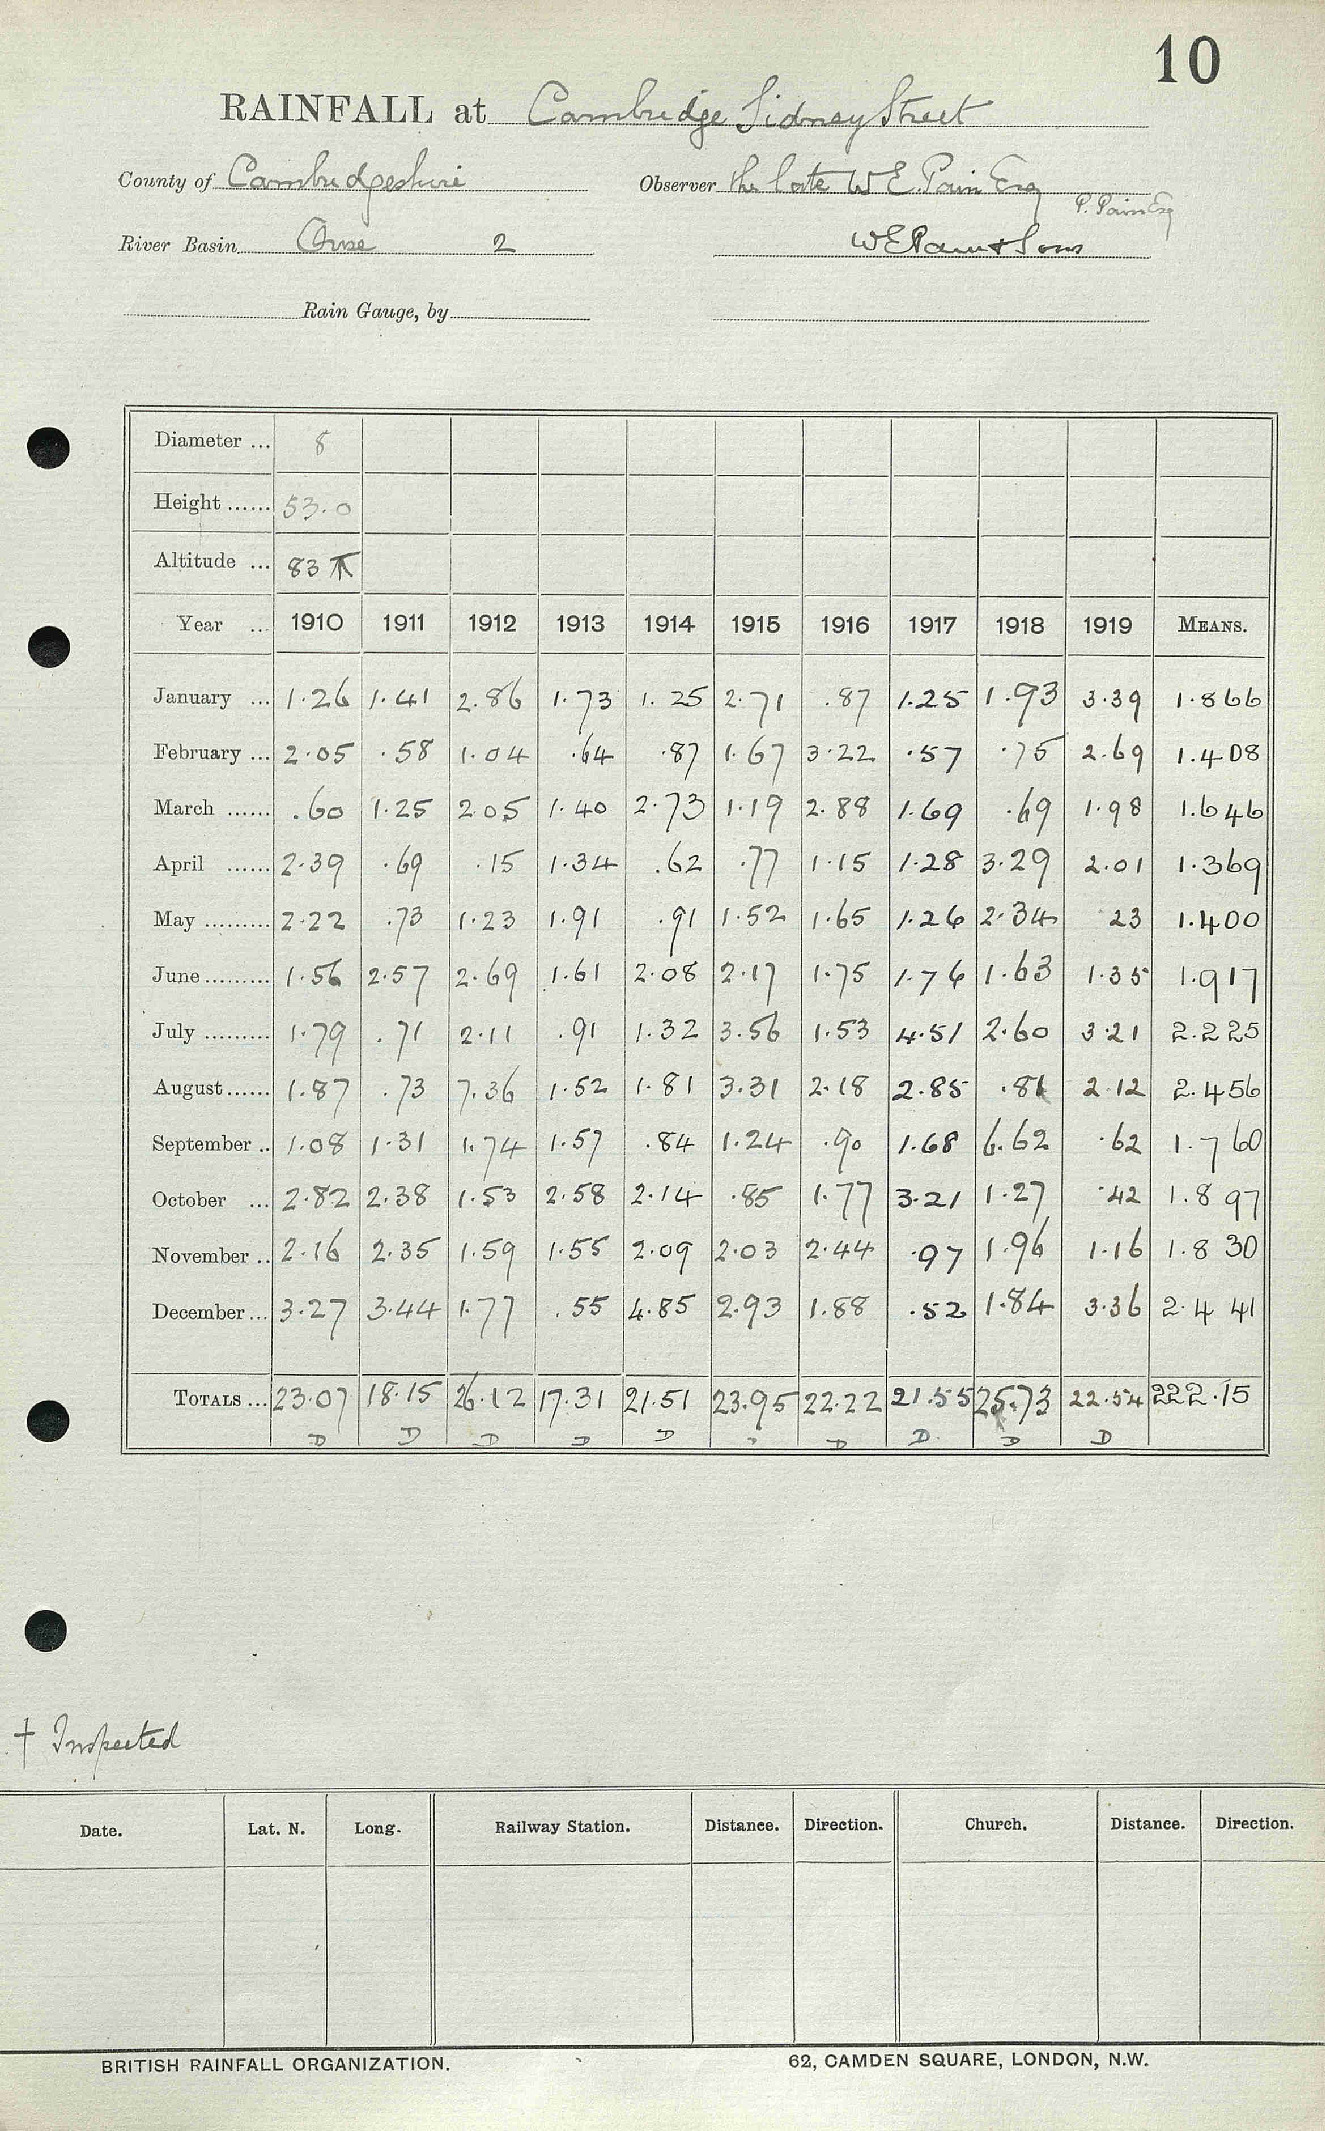 10
RAINFALL at Cambridge Sidney Street
County of Cambridgeshire Observer the late W E. Pain Esq
P. Pain Esq
River Basin Ouse 2 W E Pain & Sons
Rain Gauge, by
Diameter ... 8
Height ...... 53.0
Altitude ... 83
Year ... 1910 1911 1912 1913 1914 1915 1916 1917 1918 1919 MEANS.
January ... 1.26 1.41 2.86 1.73 1.25 2.71 .87 1.25 1.93 3.39 1.866
February ... 2.05 .58 1.04 .64 .87 1.67 3.22 .57 .75 2.69 1.408
March ...... .60 1.25 2.05 1.40 2.73 1.19 2.88 1.69 .69 1.98 1.646
April ...... 2.39 .69 .15 1.34 .62 .77 1.15 1.28 3.29 2.01 1.369
May ......... 2.22 .73 1.23 1.91 .91 1.52 1.65 1.26 2.34 23 1.400
June ......... 1.56 2.57 2.69 1.61 2.08 2.17 1.75 1.76 1.63 1.35 1.917
July ......... 1.79 .71 2.11 .91 1.32 3.56 1.53 4.51 2.60 3.21 2.225
August...... 1.87 .73 7.36 1.52 1.81 3.31 2.18 2.85 .81 2.12 2.456
September .. 1.08 1.31 1.74 1.57 .84 1.24 .90 1.68 6.62 .62 1.760
October ... 2.82 2.38 1.53 2.58 2.14 .85 1.77 3.21 1.27 .42 1.897
November .. 2.16 2.35 1.59 1.55 2.09 2.03 2.44 .97 1.96 1.16 1.830
December ... 3.27 3.44 1.77 .55 4.85 2.93 1.88 .52 1.84 3.36 2.441
TOTALS ... 23.07 18.15 26.12 17.31 21.51 23.95 22.22 21.55 25.73 22.54 222.15
D D D D D D D D D
† Inspected
Date. Lat. N. Long. Railway Station. Distance. Direction. Church. Distance. Direction.
BRITISH RAINFALL ORGANIZATION. 62, CAMDEN SQUARE, LONDON, N.W.